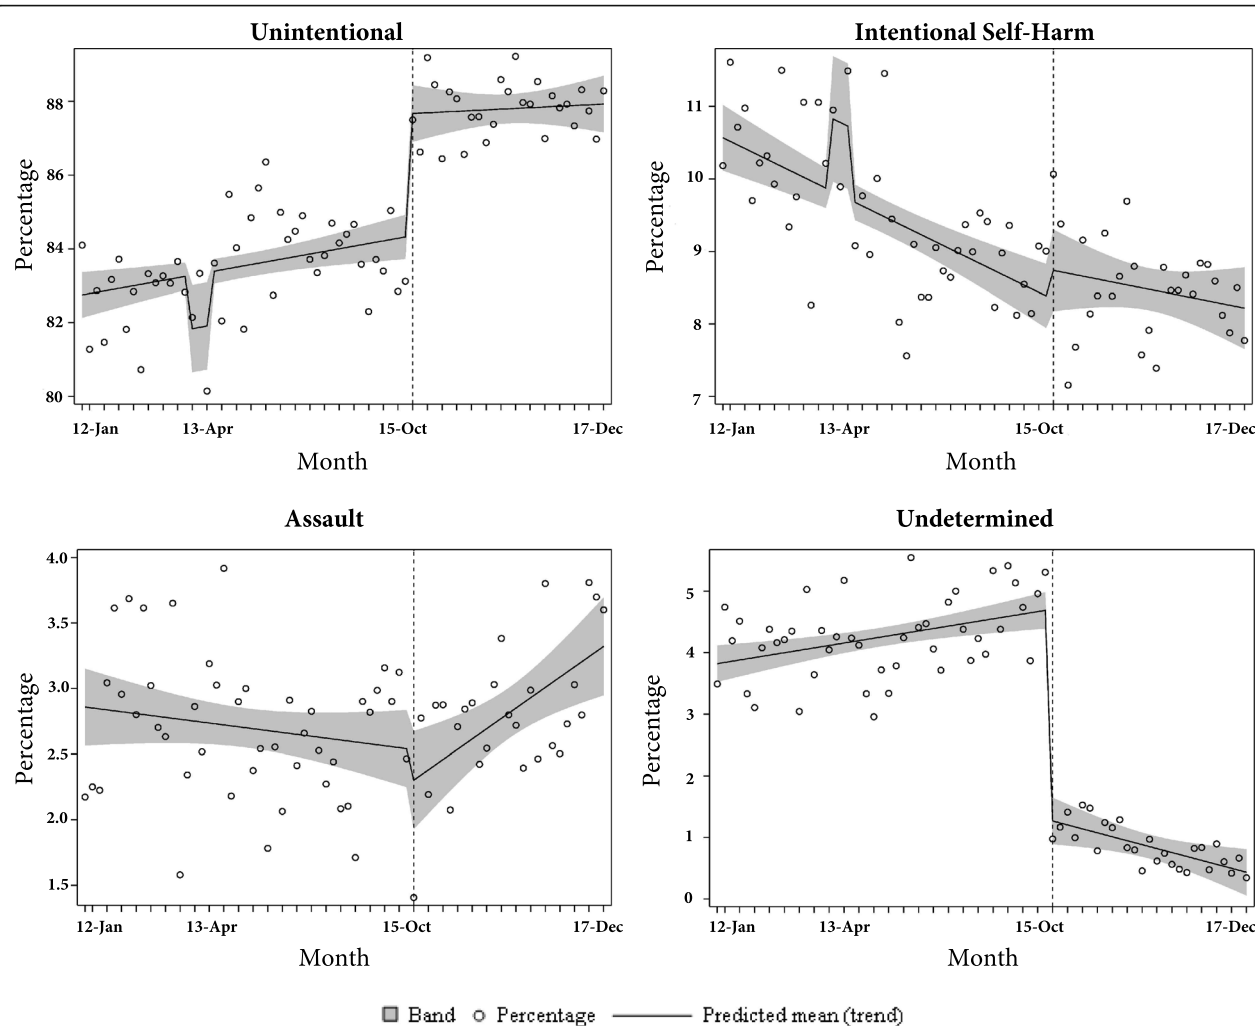 Unintentional
Percentage
88
86
84
82
80
12-Jan 13-Apr 15-Oct 17-Dec
Month
Intentional Self-Harm
Percentage
11
10
9
8
7
12-Jan 13-Apr 15-Oct 17-Dec
Month
Assault
Percentage
4.0
3.5
3.0
2.5
2.0
1.5
12-Jan 13-Apr 15-Oct 17-Dec
Month
Undetermined
Percentage
5
4
3
2
1
0
12-Jan 13-Apr 15-Oct 17-Dec
Month
Band Percentage Predicted mean (trend)